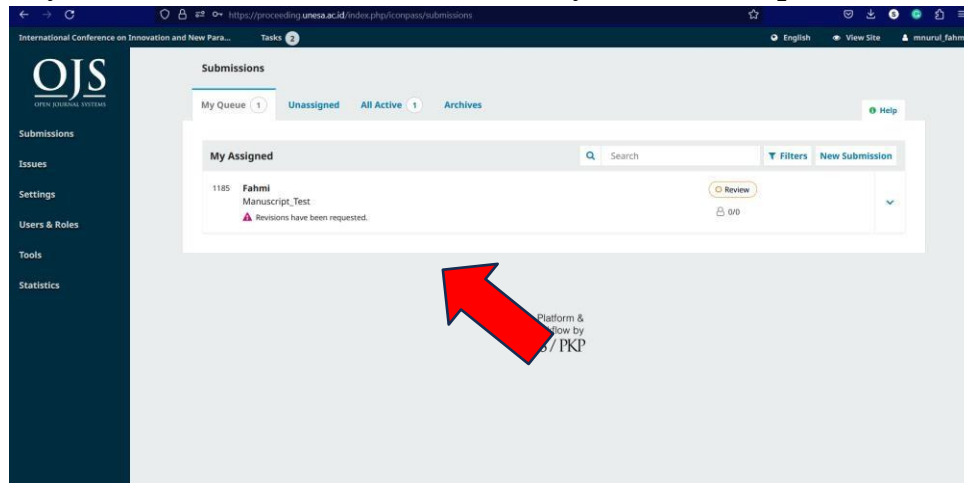 https://proceeding.unesa.ac.id/index.php/iconpass/submissions
International Conference on Innovation and New Para... Tasks 2 English View Site mnurul_fahm
OJS
OPEN JOURNAL SYSTEMS
Submissions
Issues
Settings
Users & Roles
Tools
Statistics
Submissions
My Queue 1 Unassigned All Active 1 Archives
Help
My Assigned Search Filters New Submission
1185 Fahmi Review
Manuscript_Test
Revisions have been requested. 0/0
Platform &
by
/ PKP